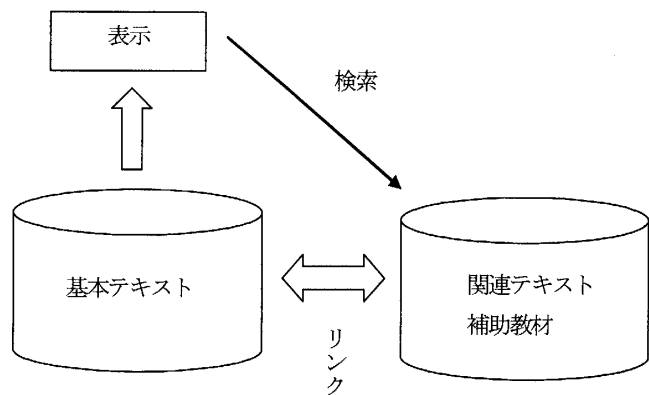 表示
検索
基本テキスト
関連テキスト
補助教材
リンク